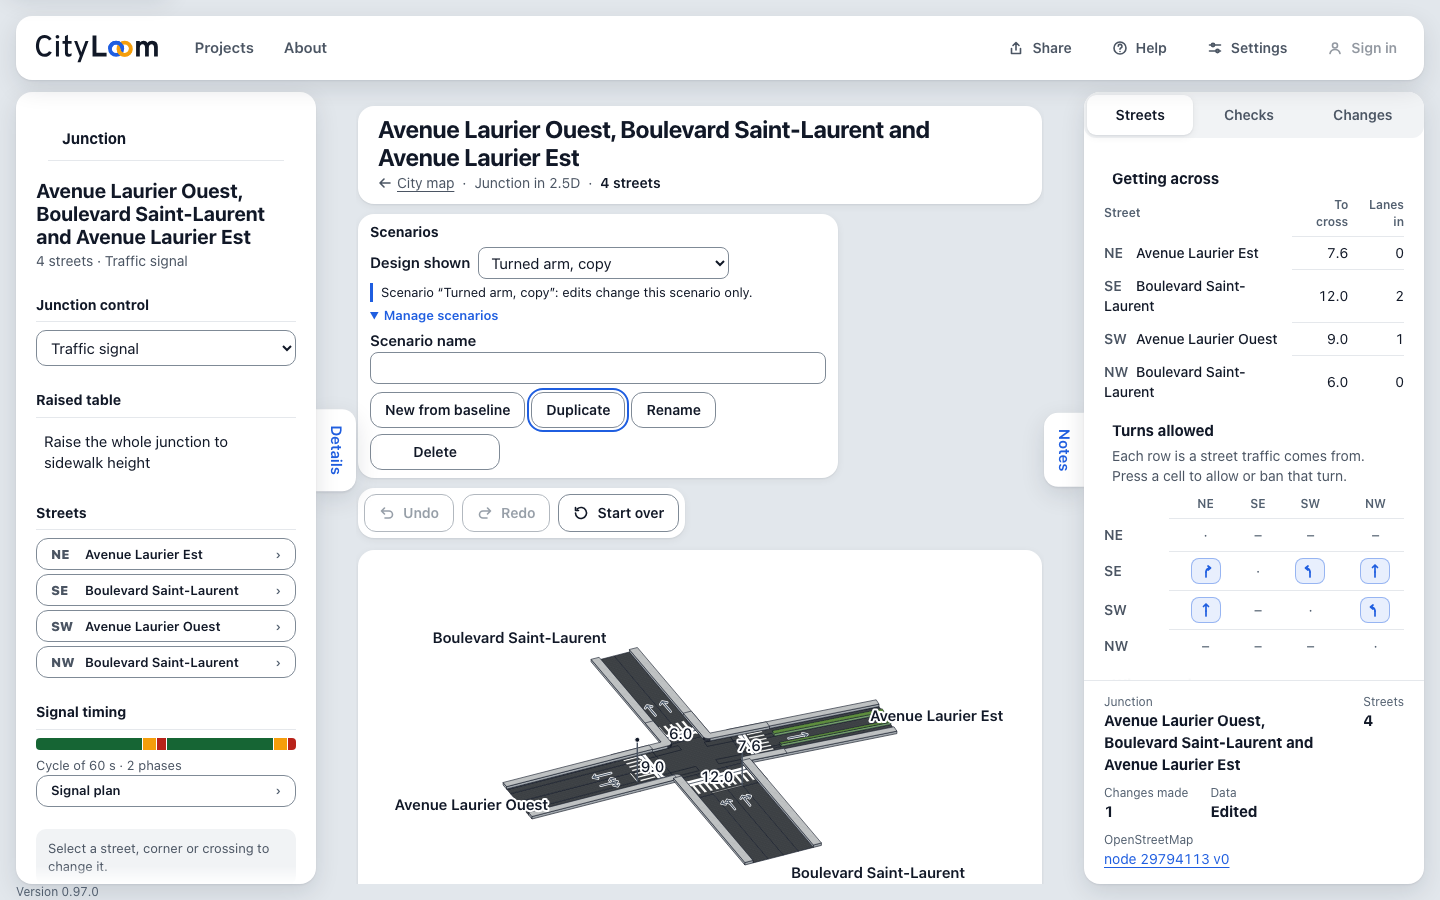 CityLoom
Projects
About
Share
Help
Settings
Sign in
Junction
Avenue Laurier Ouest,
Boulevard Saint-Laurent
and Avenue Laurier Est
4 streets · Traffic signal
Junction control
Traffic signal
Raised table
Raise the whole junction to
sidewalk height
Streets
NE Avenue Laurier Est ›
SE Boulevard Saint-Laurent ›
SW Avenue Laurier Ouest ›
NW Boulevard Saint-Laurent ›
Signal timing
Cycle of 60 s · 2 phases
Signal plan ›
Select a street, corner or crossing to
change it.
Version 0.97.0
Details
Avenue Laurier Ouest, Boulevard Saint-Laurent and
Avenue Laurier Est
← City map · Junction in 2.5D · 4 streets
Scenarios
Design shown Turned arm, copy
Scenario “Turned arm, copy”: edits change this scenario only.
▼ Manage scenarios
Scenario name
New from baseline
Duplicate
Rename
Delete
Undo
Redo
Start over
Boulevard Saint-Laurent
Avenue Laurier Est
6.0
7.6
9.0
12.0
Avenue Laurier Ouest
Boulevard Saint-Laurent
Notes
Streets
Checks
Changes
Getting across
Street To cross Lanes in
NE Avenue Laurier Est 7.6 0
SE Boulevard Saint-
Laurent 12.0 2
SW Avenue Laurier Ouest 9.0 1
NW Boulevard Saint-
Laurent 6.0 0
Turns allowed
Each row is a street traffic comes from.
Press a cell to allow or ban that turn.
NE SE SW NW
NE · – – –
SE ·
SW – ·
NW – – – ·
Junction
Avenue Laurier Ouest,
Boulevard Saint-Laurent and
Avenue Laurier Est
Streets
4
Changes made
1
Data
Edited
OpenStreetMap
node 29794113 v0